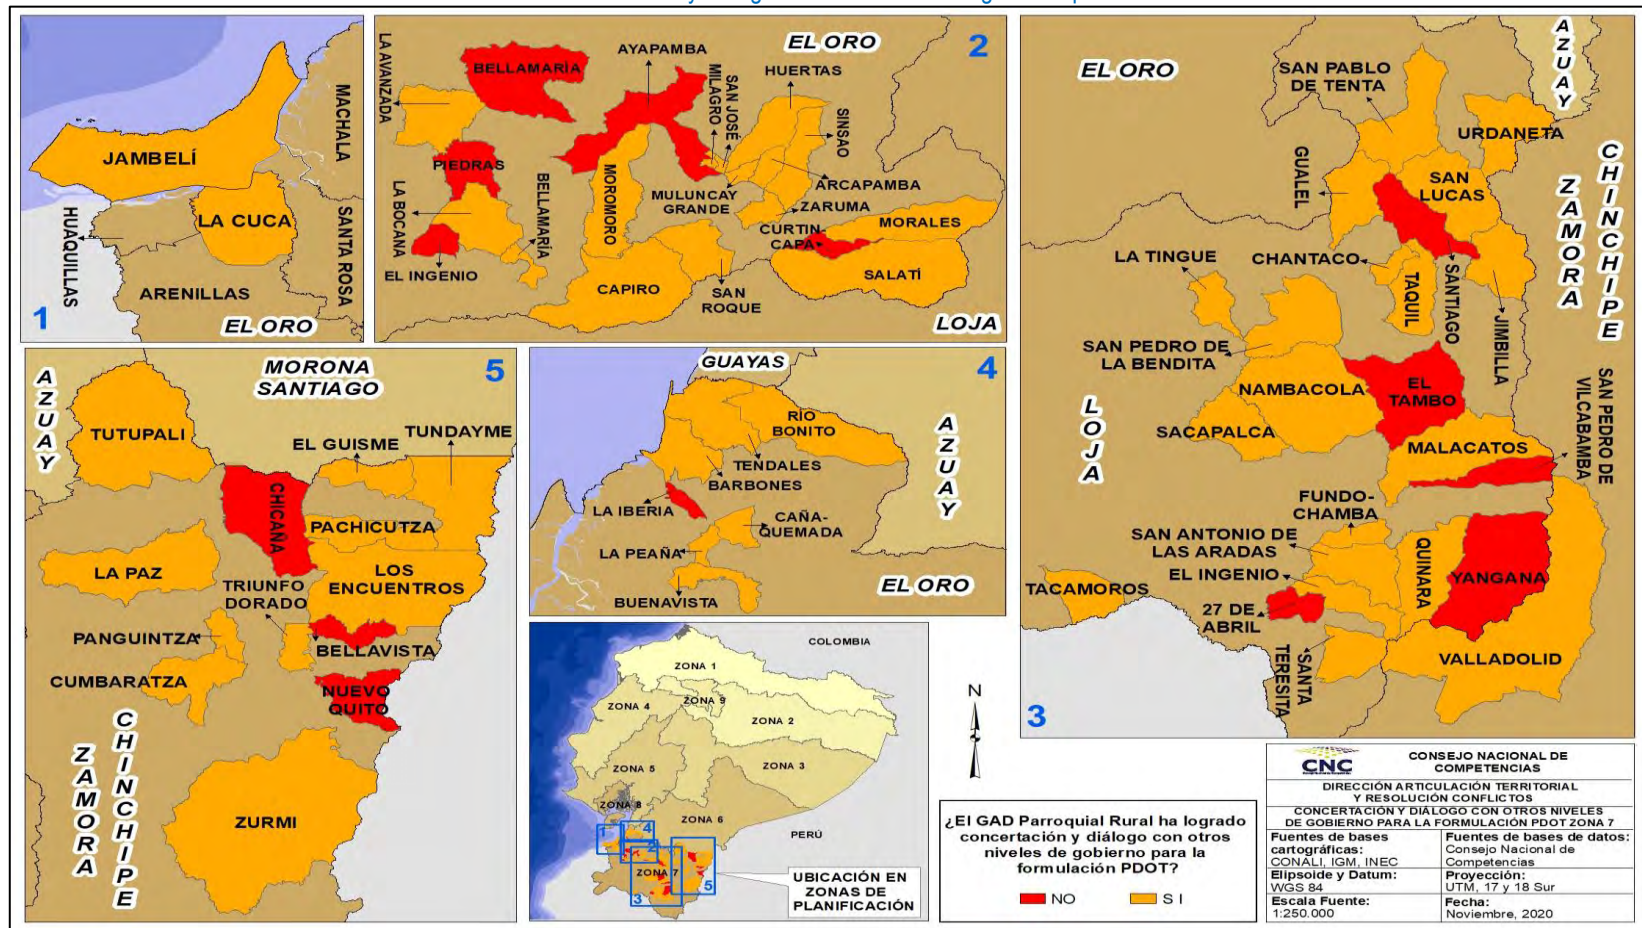 JAMBELÍ
MACHALA
LA CUCA
HUAQUILLAS
ARENILLAS
SANTA ROSA
1
EL ORO
LA AVANZADA
BELLAMARÍA
AYAPAMBA
EL ORO
2
HUERTAS
SAN JOSÉ
MILAGRO
SINSAO
PIEDRAS
LA BOCANA
BELLAMARÍA
MOROMORO
MULUNCAY
GRANDE
ARCAPAMBA
ZARUMA
MORALES
CURTIN-
CAPA
EL INGENIO
SALATÍ
CAPIRO
SAN
ROQUE
LOJA
EL ORO
AZUAY
SAN PABLO
DE TENTA
URDANETA
GUALEL
SAN
LUCAS
ZAMORA
CHINCHIPE
LA TINGUE
CHANTACO
TAQUIL
SANTIAGO
JIMBILLA
SAN PEDRO DE
LA BENDITA
NAMBACOLA
EL
TAMBO
SAN PEDRO DE
VILCABAMBA
LOJA
SACAPALCA
MALACATOS
FUNDO-
CHAMBA
SAN ANTONIO DE
LAS ARADAS
EL INGENIO
QUINARA
YANGANA
TACAMOROS
27 DE
ABRIL
SANTA
TERESITA
VALLADOLID
3
AZUAY
MORONA
SANTIAGO
5
TUTUPALI
EL GUISME
TUNDAYME
CHICAÑA
PACHICUTZA
LA PAZ
LOS
ENCUENTROS
TRIUNFO
DORADO
PANGUINTZA
BELLAVISTA
CUMBARATZA
NUEVO
QUITO
ZAMORA
CHINCHIPE
ZURMI
GUAYAS
4
RÍO
BONITO
AZUAY
TENDALES
BARBONES
LA IBERIA
CAÑA-
QUEMADA
LA PEAÑA
EL ORO
BUENAVISTA
COLOMBIA
ZONA 1
ZONA 4
ZONA 9
ZONA 2
ZONA 5
ZONA 3
ZONA 8
ZONA 6
PERÚ
1
4
2
ZONA 7
5
3
UBICACIÓN EN
ZONAS DE
PLANIFICACIÓN
N
¿El GAD Parroquial Rural ha logrado
concertación y diálogo con otros
niveles de gobierno para la
formulación PDOT?
NO
SI
CNC
CONSEJO NACIONAL DE
COMPETENCIAS
DIRECCIÓN ARTICULACIÓN TERRITORIAL
Y RESOLUCIÓN CONFLICTOS
CONCERTACIÓN Y DIÁLOGO CON OTROS NIVELES
DE GOBIERNO PARA LA FORMULACIÓN PDOT ZONA 7
Fuentes de bases
cartográficas:
CONALI, IGM, INEC
Fuentes de bases de datos:
Consejo Nacional de
Competencias
Elipsoide y Datum:
WGS 84
Proyección:
UTM, 17 y 18 Sur
Escala Fuente:
1:250.000
Fecha:
Noviembre, 2020